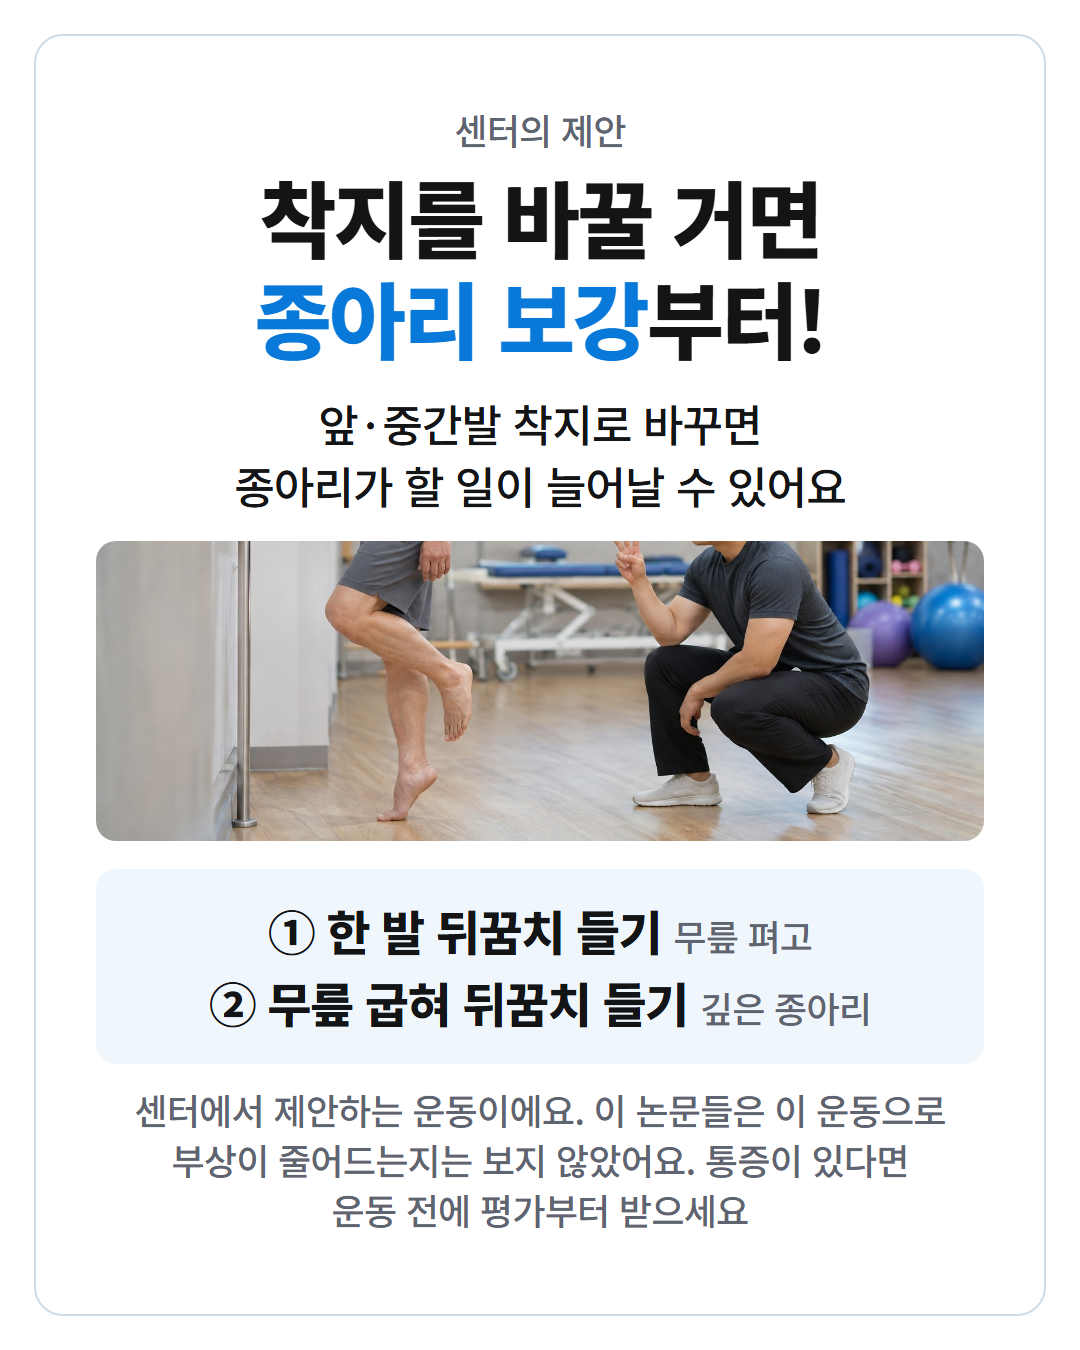 센터의 제안
착지를 바꿀 거면
종아리 보강부터!
앞·중간발 착지로 바꾸면
종아리가 할 일이 늘어날 수 있어요
① 한 발 뒤꿈치 들기 무릎 펴고
② 무릎 굽혀 뒤꿈치 들기 깊은 종아리
센터에서 제안하는 운동이에요. 이 논문들은 이 운동으로
부상이 줄어드는지는 보지 않았어요. 통증이 있다면
운동 전에 평가부터 받으세요